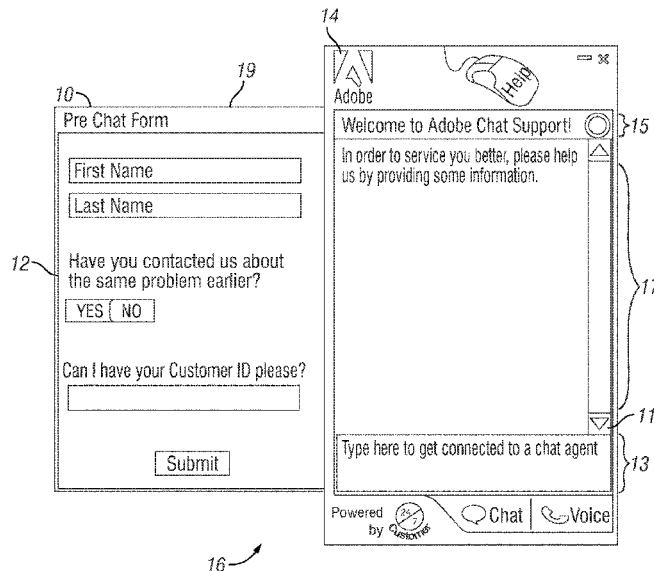 14
19
10
Adobe
Help
Pre Chat Form
Welcome to Adobe Chat Support!
15
In order to service you better, please help
us by providing some information.
First Name
Last Name
12
Have you contacted us about
the same problem earlier?
YES
NO
17
Can I have your Customer ID please?
11
Type here to get connected to a chat agent
13
Submit
Powered
by
24
7
Customer
Chat
Voice
16